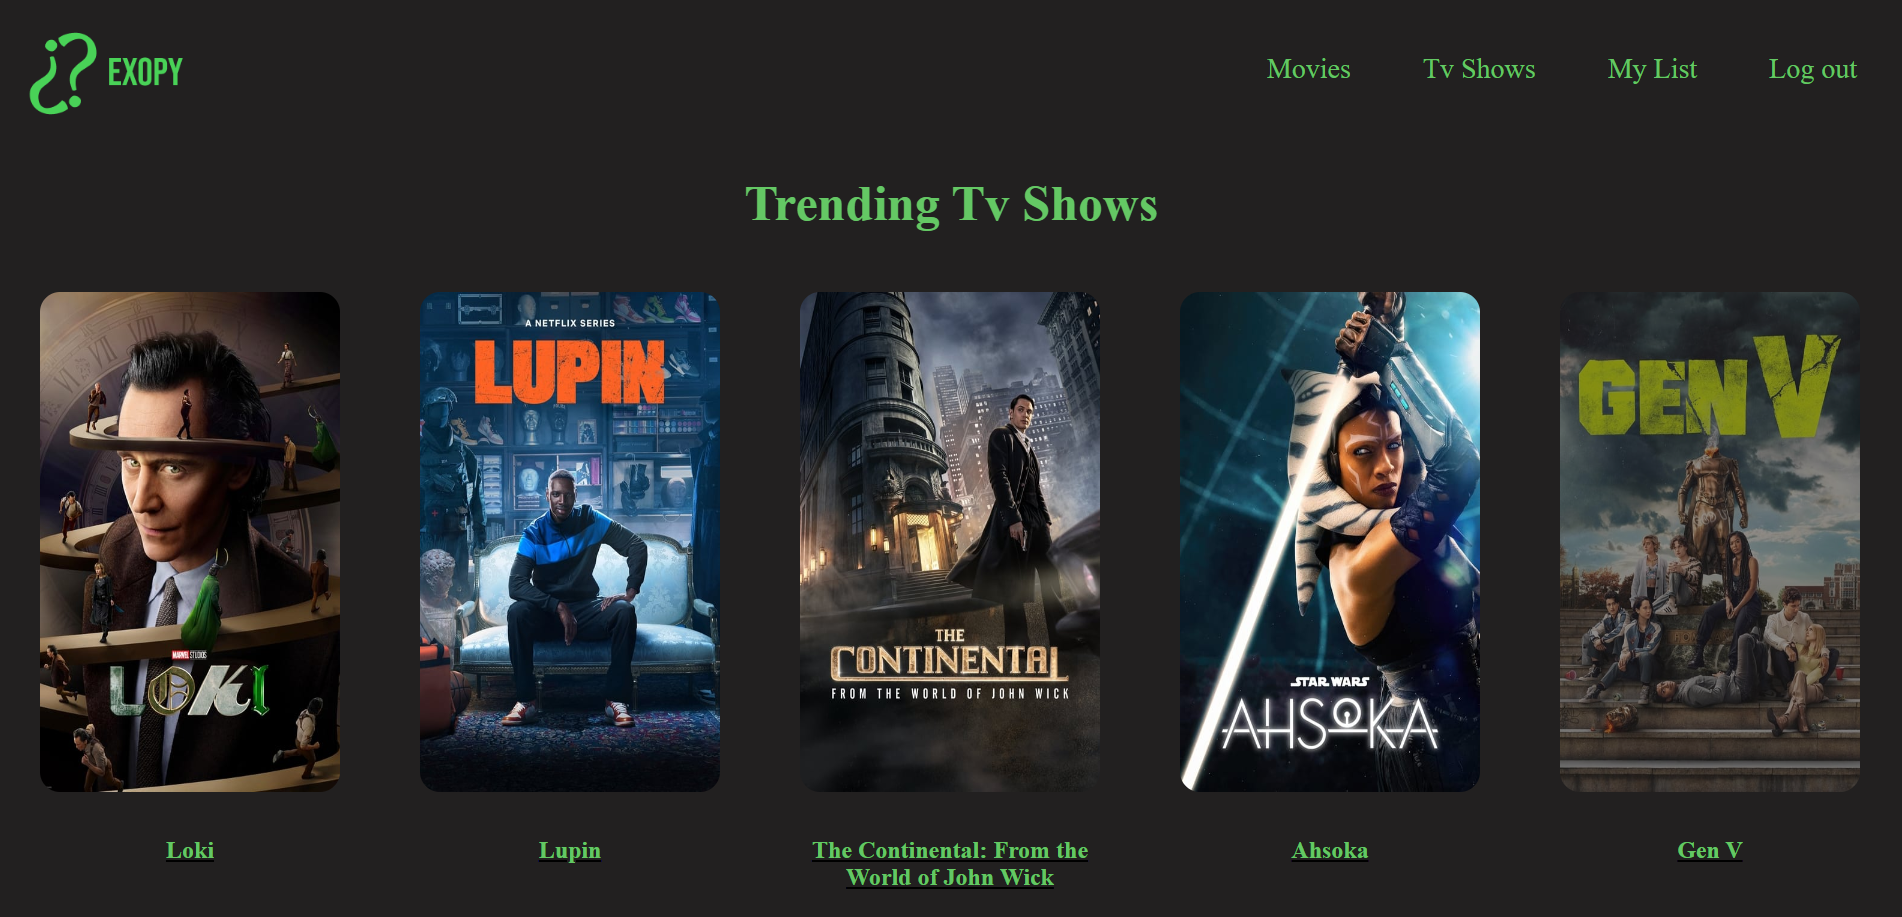 EXOPY
Movies
Tv Shows
My List
Log out
Trending Tv Shows
MARVEL STUDIOS
LOKI
A NETFLIX SERIES
LUPIN
THE
CONTINENTAL
FROM THE WORLD OF JOHN WICK
STAR WARS
AHSOKA
GEN V
Loki
Lupin
The Continental: From the
World of John Wick
Ahsoka
Gen V